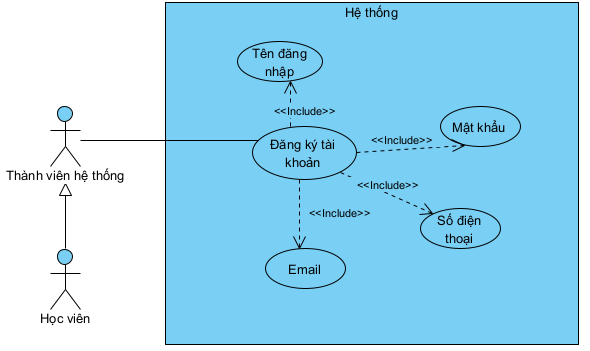 Hệ thống
Tên đăng
nhập
<<Include>>
Mật khẩu
<<Include>>
Đăng ký tài
khoản
Thành viên hệ thống
<<Include>>
<<Include>>
Số điện
thoại
Email
Học viên